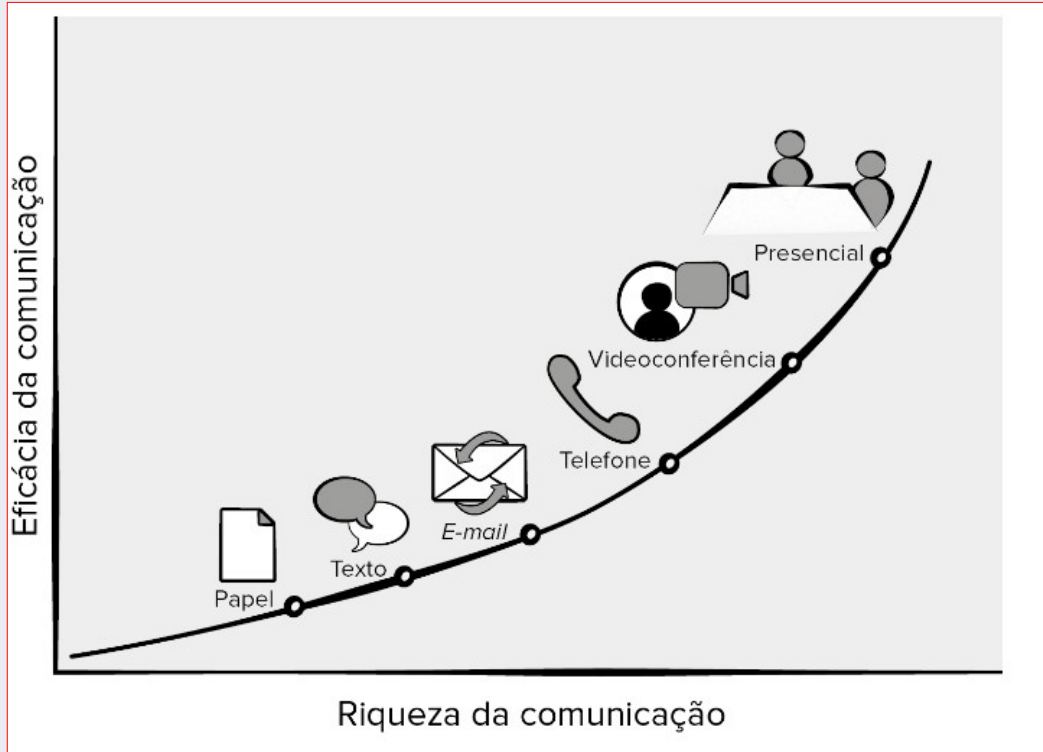 Eficácia da comunicação
Presencial
Videoconferência
Telefone
E-mail
Texto
Papel
Riqueza da comunicação